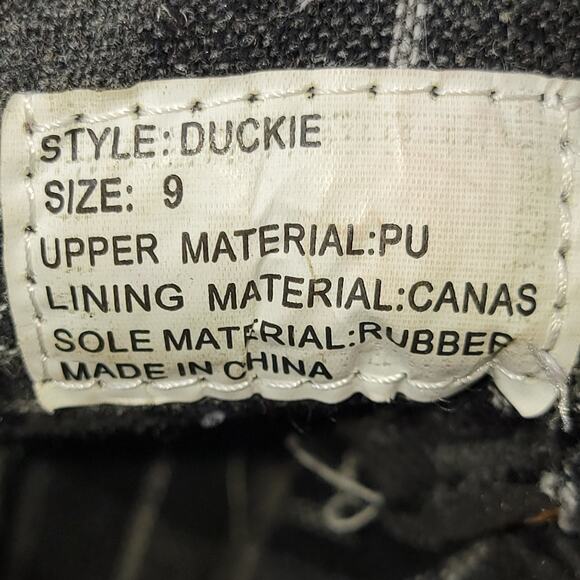 STYLE: DUCKIE
SIZE: 9
UPPER MATERIAL:PU
LINING MATERIAL:CANAS
SOLE MATERIAL:RUBBER
MADE IN CHINA